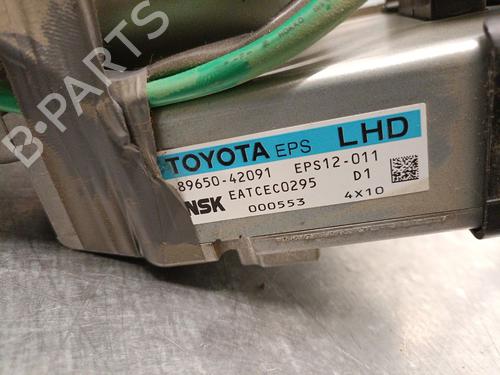 TOYOTA EPS LHD
89650-42091 EPS12-011
NSK EATCEC0295 D1
000553 4X10
B-PARTS